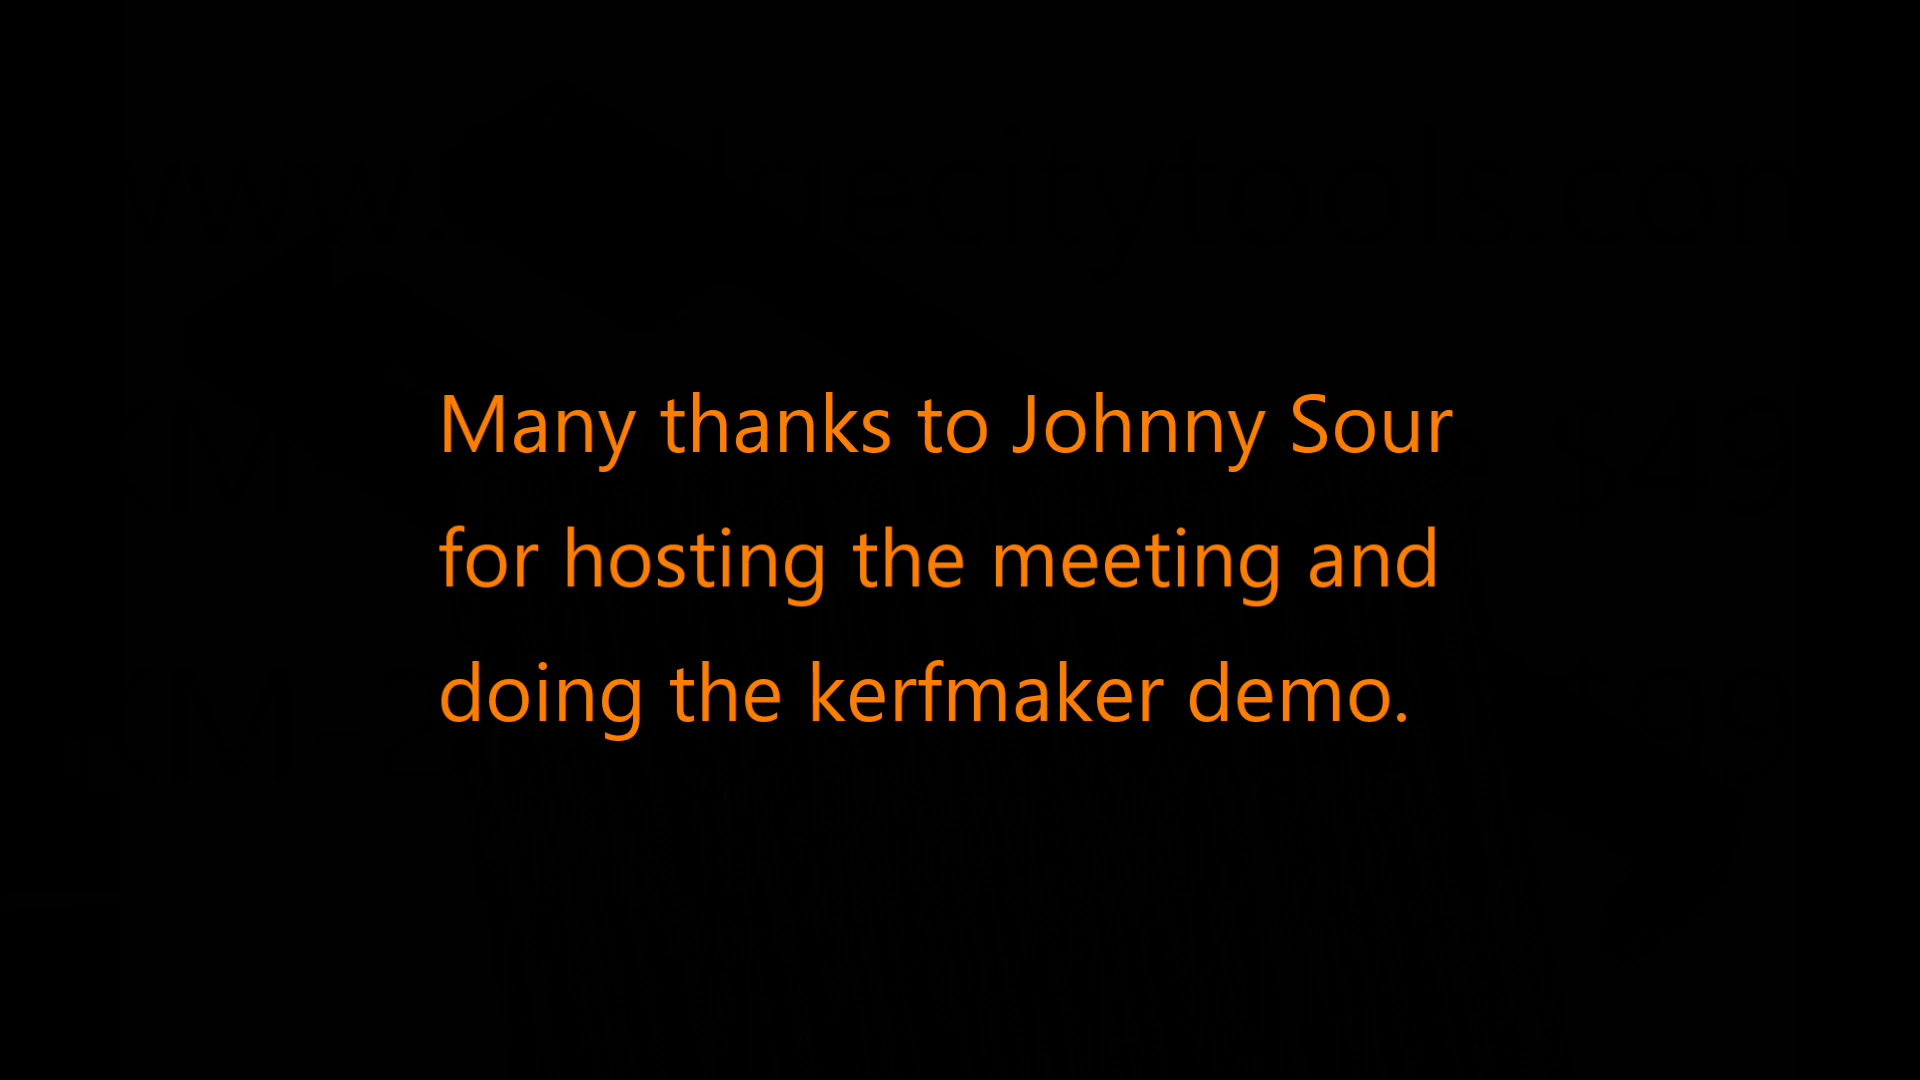 Many thanks to Johnny Sour
for hosting the meeting and
doing the kerfmaker demo.